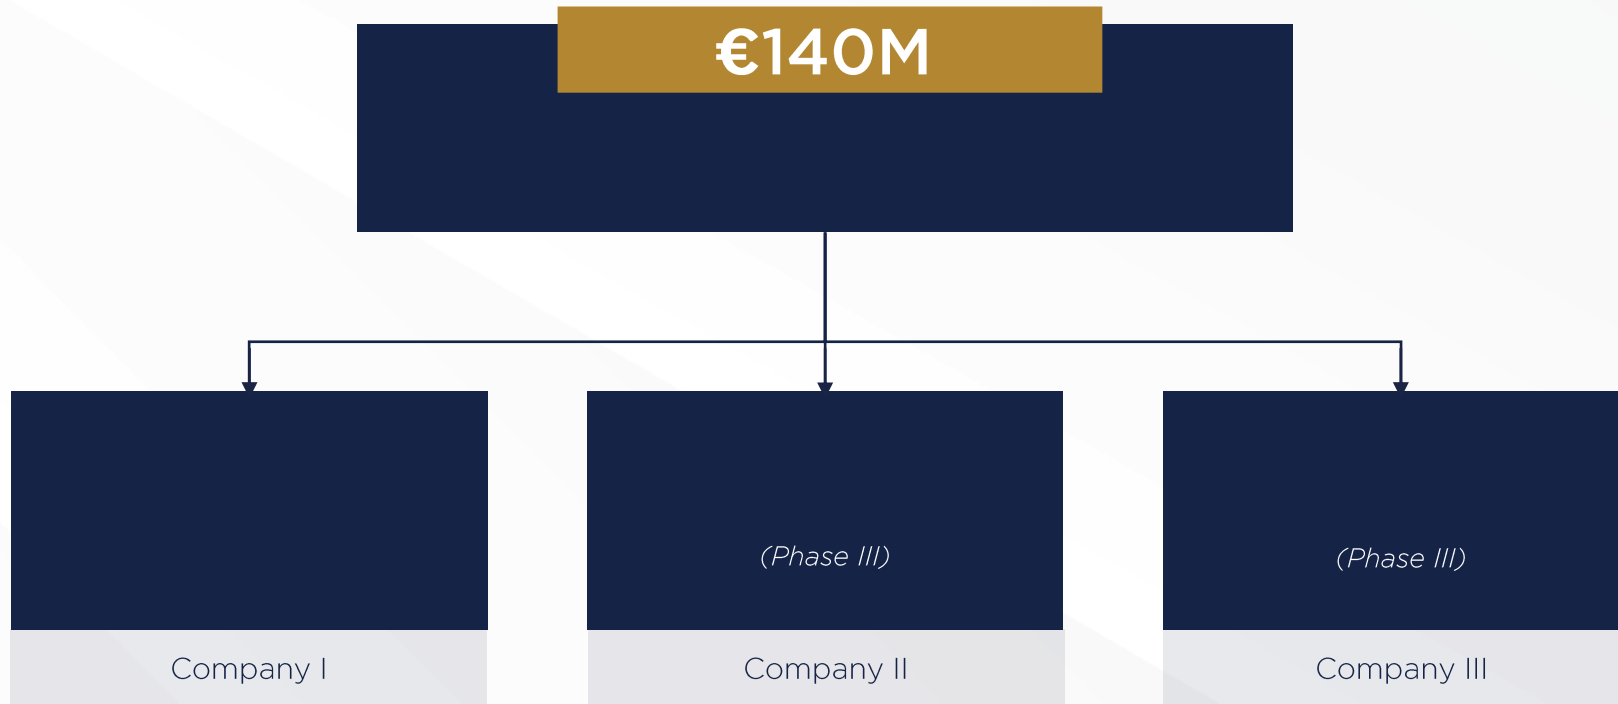 €140M
(Phase III)
(Phase III)
Company I
Company II
Company III